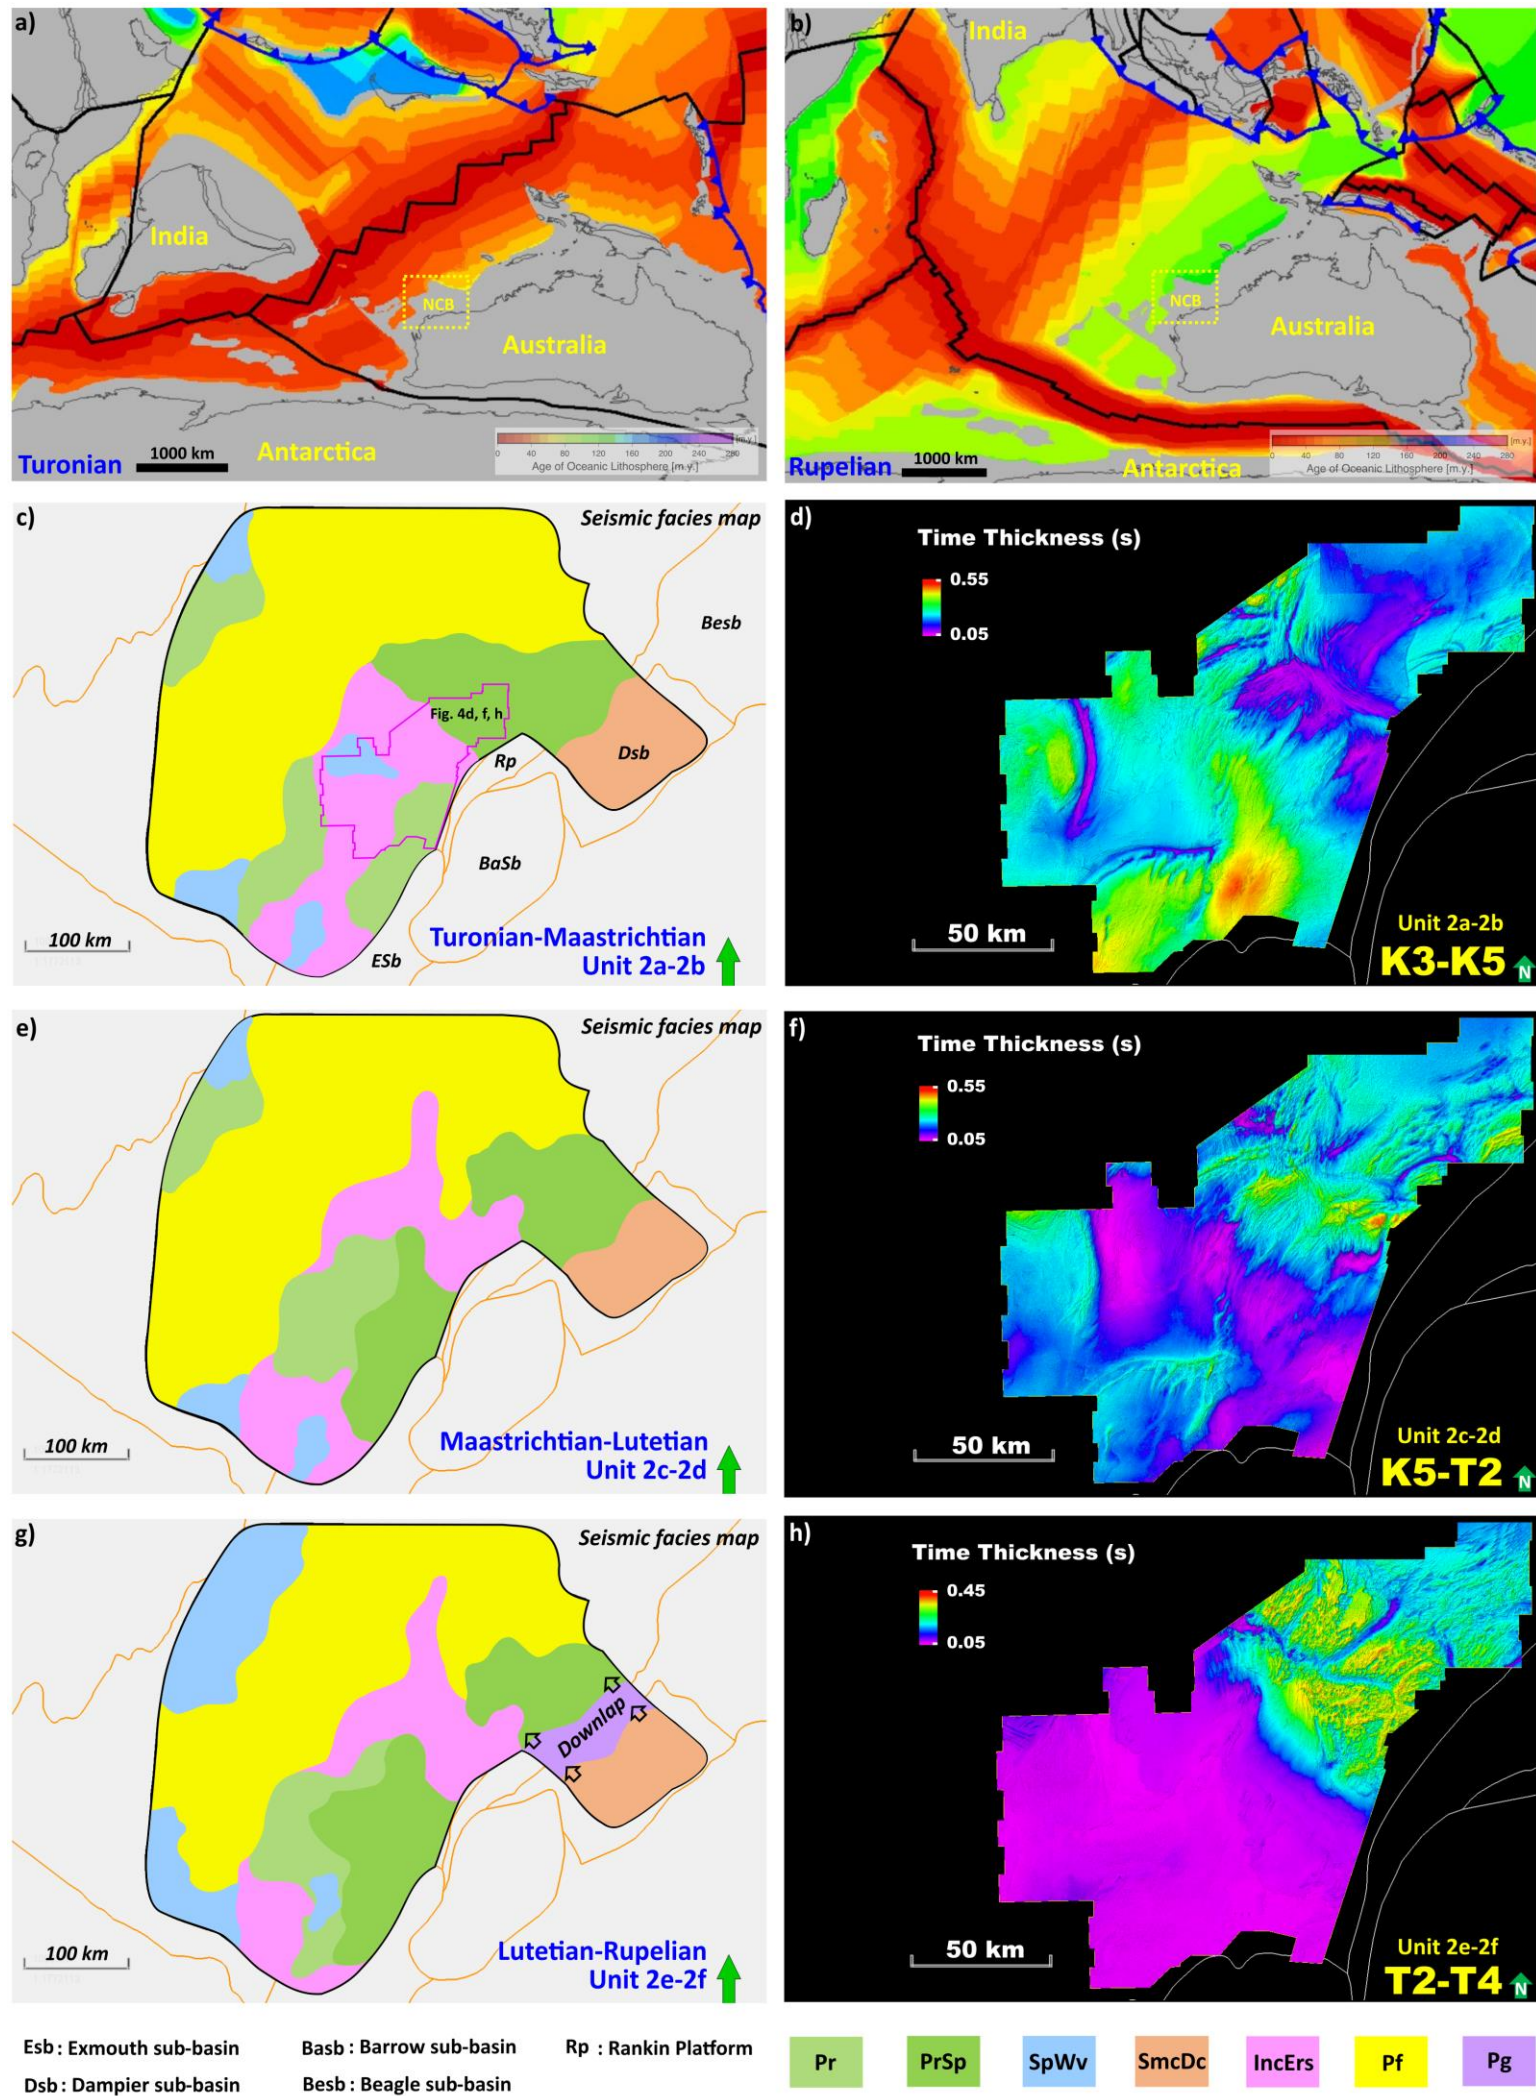 a)
India
NCB
Australia
Antarctica
Turonian
1000 km
[m.y.]
0 40 80 120 160 200 240 280
Age of Oceanic Lithosphere [m.y.]
b)
India
NCB
Australia
Antarctica
Rupelian
1000 km
[m.y.]
0 40 80 120 160 200 240 280
Age of Oceanic Lithosphere [m.y.]
c)
Seismic facies map
Besb
Fig. 4d, f, h
Rp
Dsb
BaSb
ESb
100 km
Turonian-Maastrichtian
Unit 2a-2b
d)
Time Thickness (s)
0.55
0.05
50 km
Unit 2a-2b
K3-K5
N
e)
Seismic facies map
100 km
Maastrichtian-Lutetian
Unit 2c-2d
f)
Time Thickness (s)
0.55
0.05
50 km
Unit 2c-2d
K5-T2
N
g)
Seismic facies map
Downlap
100 km
Lutetian-Rupelian
Unit 2e-2f
h)
Time Thickness (s)
0.45
0.05
50 km
Unit 2e-2f
T2-T4
N
Esb : Exmouth sub-basin
Basb : Barrow sub-basin
Rp : Rankin Platform
Dsb : Dampier sub-basin
Besb : Beagle sub-basin
Pr
PrSp
SpWv
SmcDc
IncErs
Pf
Pg